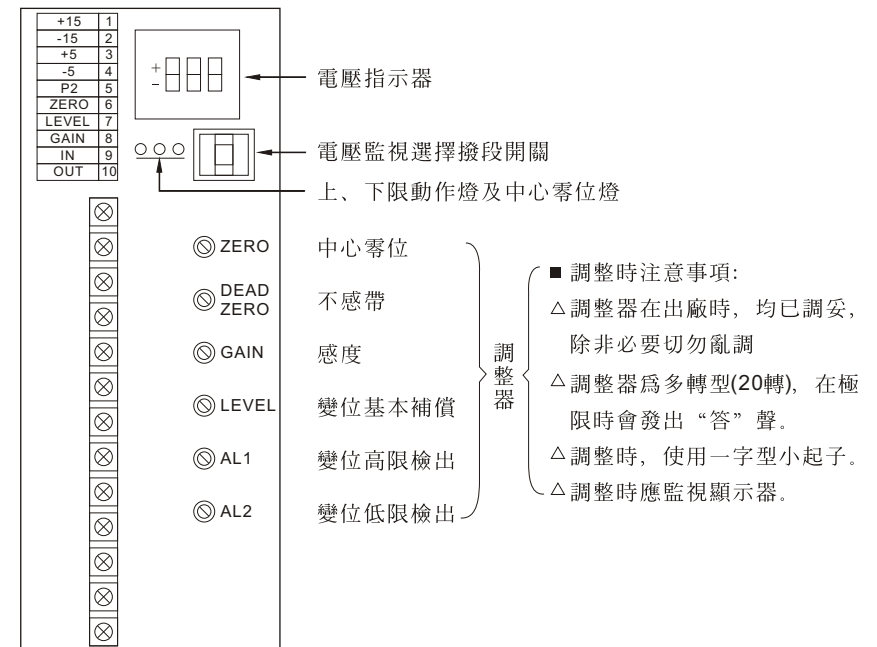 +15 1
-15 2
+5 3
-5 4
P2 5
ZERO 6
LEVEL 7
GAIN 8
IN 9
OUT 10
+
-
電壓指示器
電壓監視選擇撥段開關
上、下限動作燈及中心零位燈
ZERO 中心零位
DEAD
ZERO 不感帶
GAIN 感度
LEVEL 變位基本補償
AL1 變位高限檢出
AL2 變位低限檢出
調整器
■ 調整時注意事項:
△調整器在出廠時，均已調妥，
除非必要切勿亂調
△調整器爲多轉型(20轉)，在極
限時會發出“答”聲。
△調整時，使用一字型小起子。
△調整時應監視顯示器。